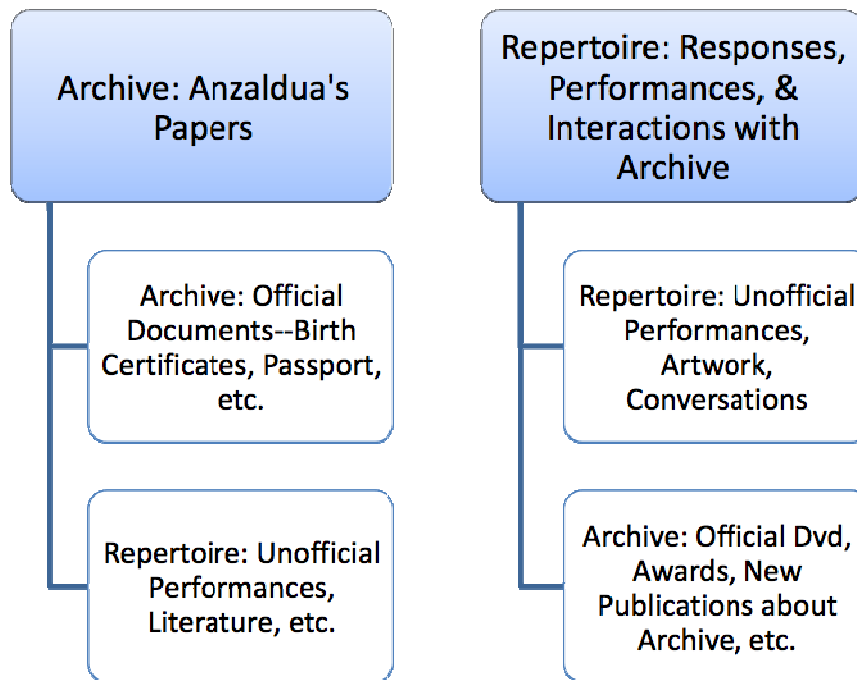 Archive: Anzaldua's
Papers
Archive: Official
Documents--Birth
Certificates, Passport,
etc.
Repertoire: Unofficial
Performances,
Literature, etc.
Repertoire: Responses,
Performances, &
Interactions with
Archive
Repertoire: Unofficial
Performances,
Artwork,
Conversations
Archive: Official Dvd,
Awards, New
Publications about
Archive, etc.